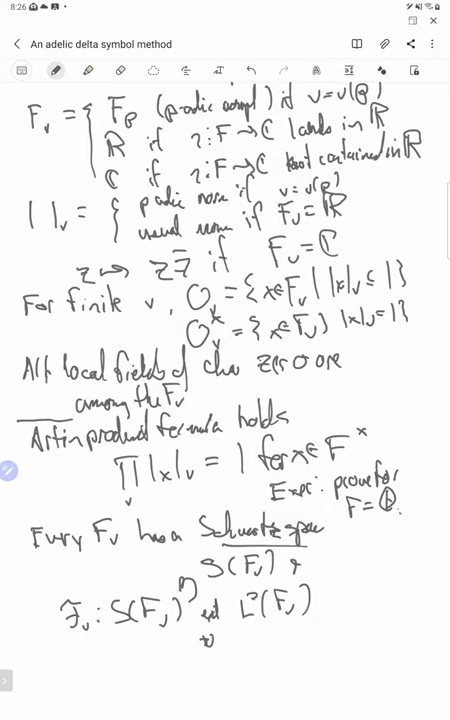 8:26
An adelic delta symbol method
F_v = { F_p (p-adic compl) if v = v(p)
ℝ if τ: F → ℂ lands in ℝ
ℂ if τ: F → ℂ not contained in ℝ
| |_v = { p adic norm if v = v(p)
usual norm if F_v = ℝ
z ↦ z z̄ if F_v = ℂ
For finite v, O_v = {x ∈ F_v | |x|_v ≤ 1}
O_v^× = {x ∈ F_v | |x|_v = 1}
All local fields of char zero are
among the F_v
Artin product formula holds
∏_v |x|_v = 1 for x ∈ F^×
Exer: prove for
F = ℚ.
Every F_v has a Schwartz space
S(F_v) &
F_v : S(F_v) ext L²(F_v)
to